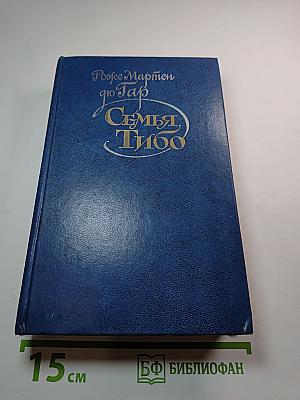 Роже Мартен
дю Гар
Семья
Тибо
15 см
БФ БИБЛИОФАН